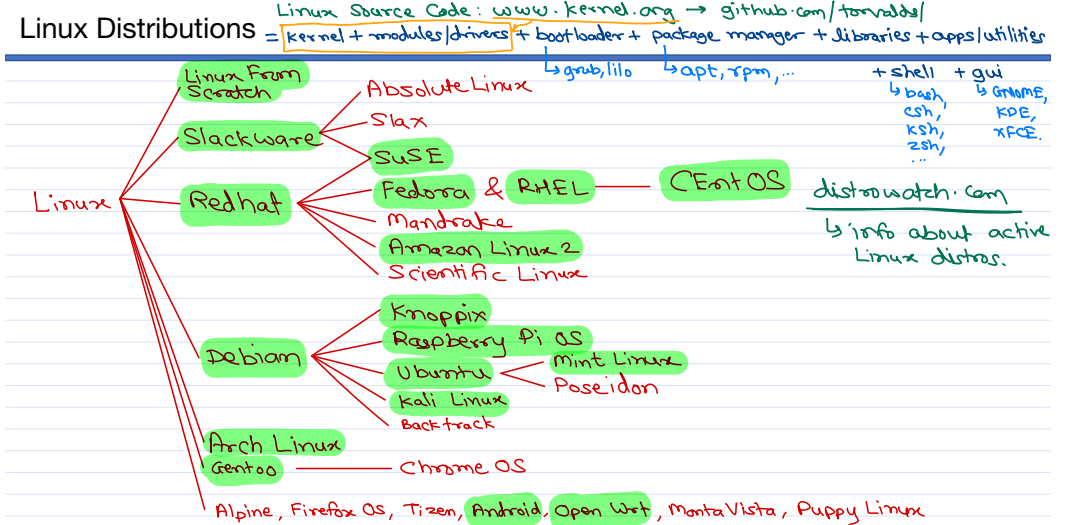 Linux Source Code: www.kernel.org → github.com/torvalds/
Linux Distributions = kernel + modules/drivers + bootloader + package manager + libraries + apps/utilities
↳ grub, lilo ↳ apt, rpm, ... + shell + gui
↳ bash, ↳ GNOME,
csh, KDE,
ksh, XFCE.
zsh,
...
Linux From
Scratch
Absolute Linux
Slackware
Slax
SuSE
Linux
Redhat
Fedora & RHEL CEntOS
Mandrake
Amazon Linux 2
Scientific Linux
distrowatch.com
↳ info about active
Linux distros.
Debian
Knoppix
Raspberry Pi OS
Ubuntu
Mint Linux
Poseidon
Kali Linux
Backtrack
Arch Linux
Gentoo Chrome OS
Alpine, Firefox OS, Tizen, Android, Open Wrt, MontaVista, Puppy Linux